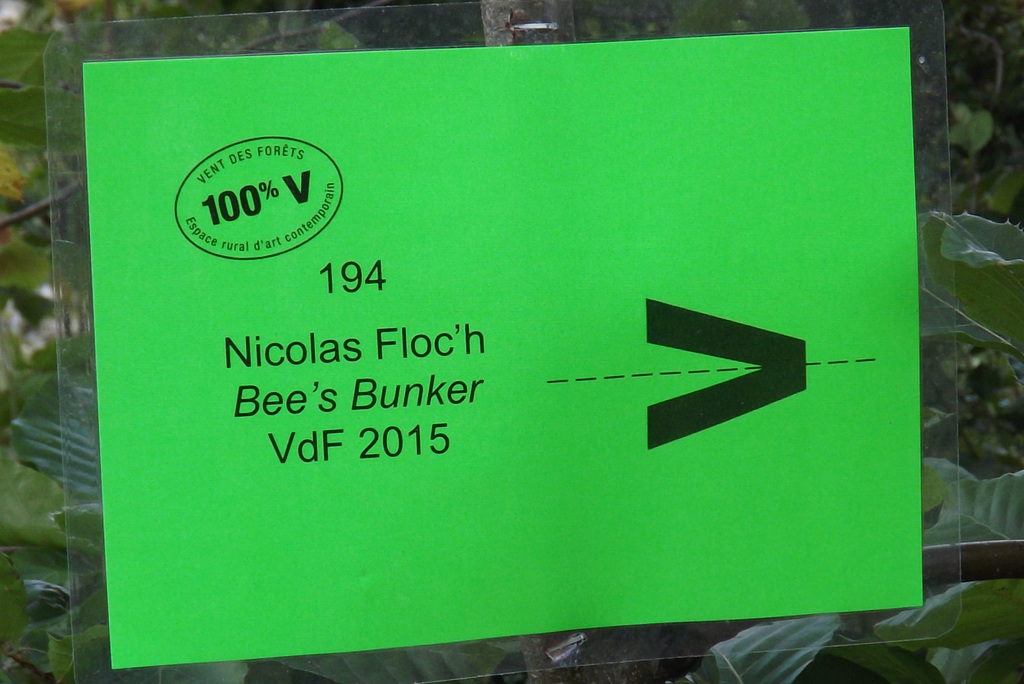 VENT DES FORÊTS
100% V
Espace rural d'art contemporain
194
Nicolas Floc'h
Bee's Bunker
VdF 2015